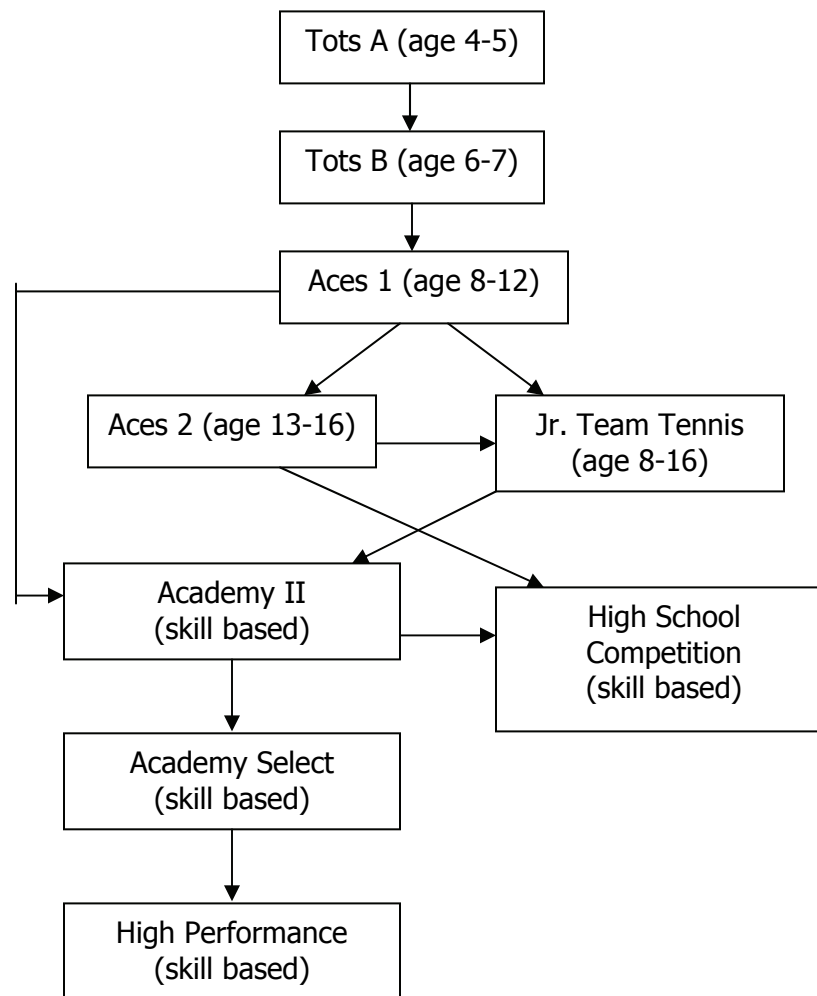 Tots A (age 4-5)
Tots B (age 6-7)
Aces 1 (age 8-12)
Aces 2 (age 13-16)
Jr. Team Tennis
(age 8-16)
Academy II
(skill based)
High School
Competition
(skill based)
Academy Select
(skill based)
High Performance
(skill based)